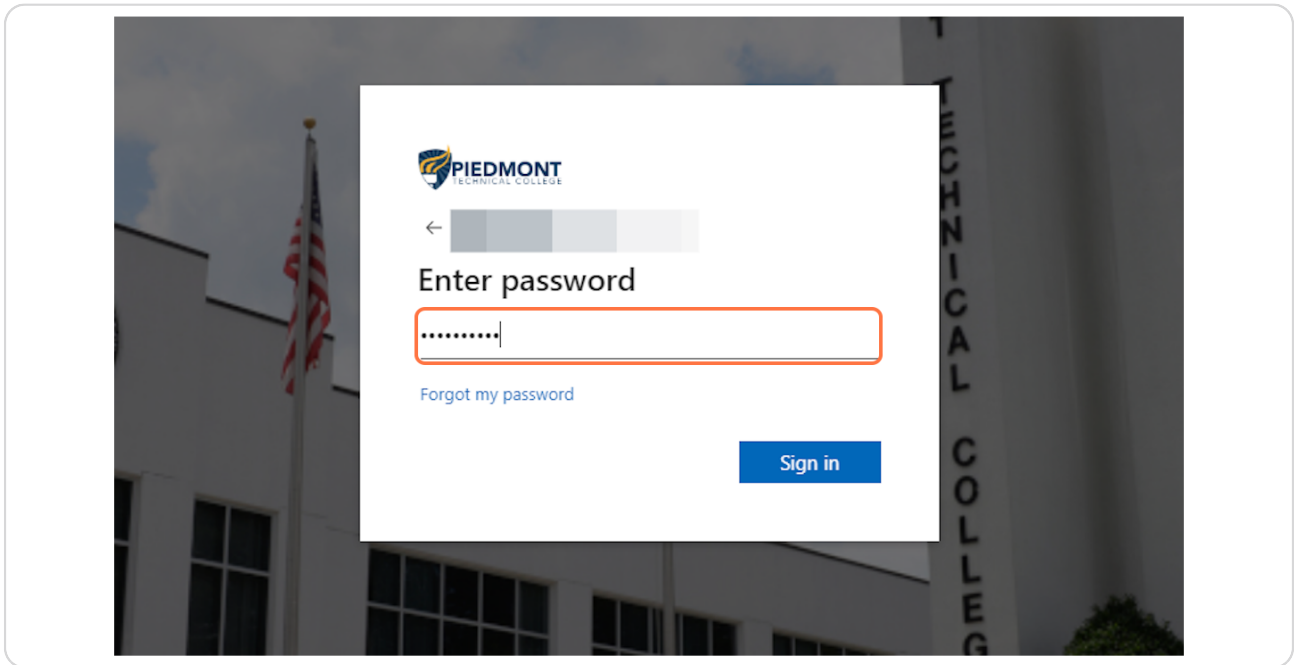 PIEDMONT
TECHNICAL COLLEGE
Enter password
••••••••••
Forgot my password
Sign in
T TECHNICAL COLLEG